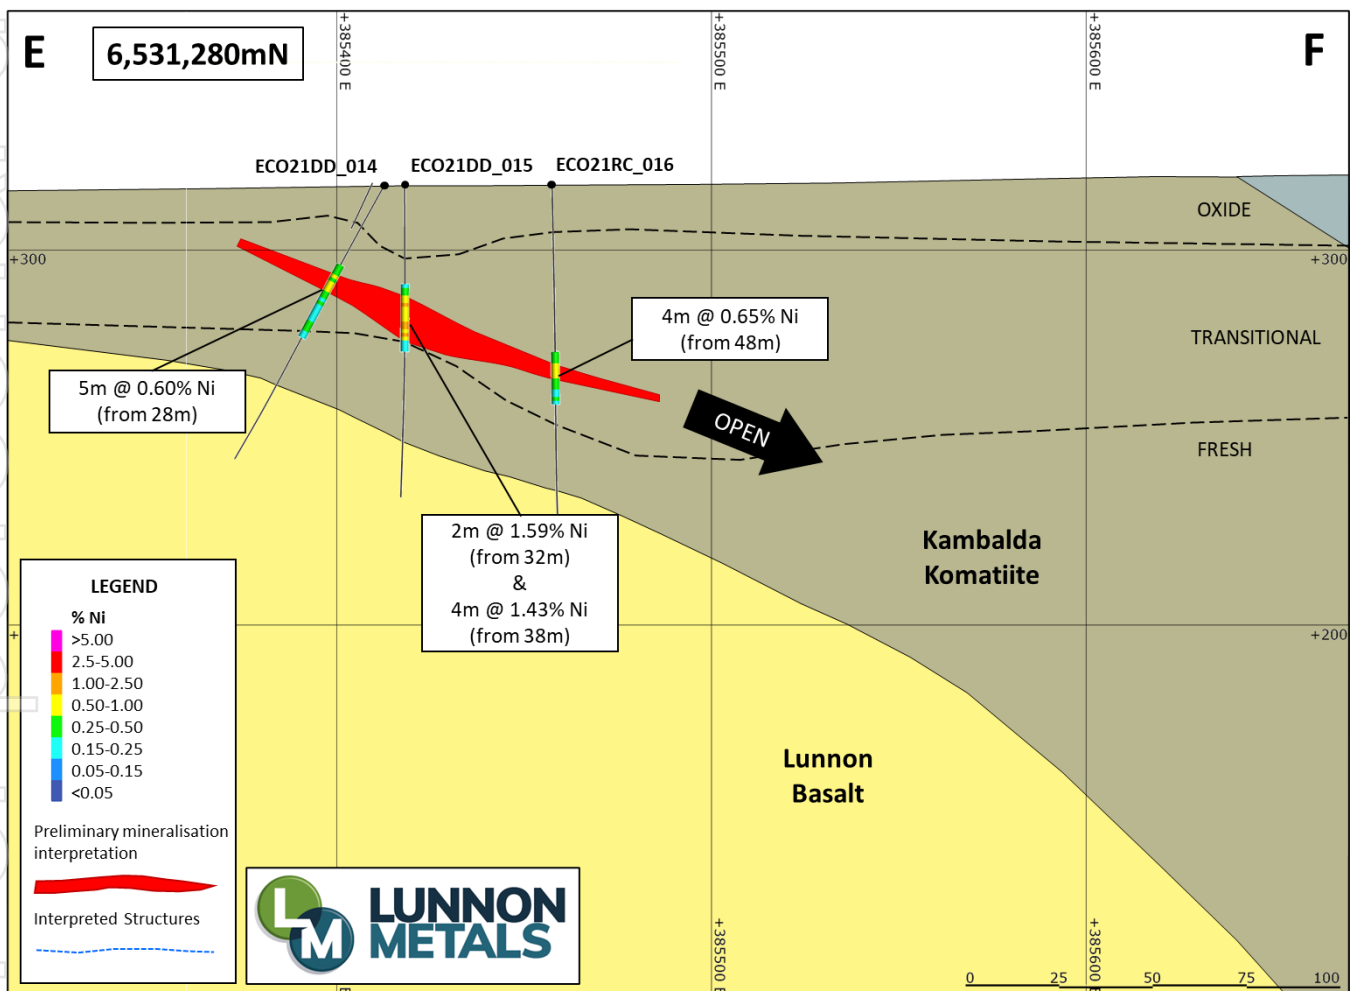 E
6,531,280mN
+385400 E
+385500 E
+385600 E
F
ECO21DD_014
ECO21DD_015
ECO21RC_016
OXIDE
+300
+300
TRANSITIONAL
4m @ 0.65% Ni
(from 48m)
5m @ 0.60% Ni
(from 28m)
OPEN
FRESH
2m @ 1.59% Ni
(from 32m)
&
4m @ 1.43% Ni
(from 38m)
Kambalda
Komatiite
+
+200
LEGEND
% Ni
>5.00
2.5-5.00
1.00-2.50
0.50-1.00
0.25-0.50
0.15-0.25
0.05-0.15
<0.05
Preliminary mineralisation
interpretation
Interpreted Structures
Lunnon
Basalt
LM
LUNNON
METALS
E
+385500 E
+385600 E
0 25 50 75 100